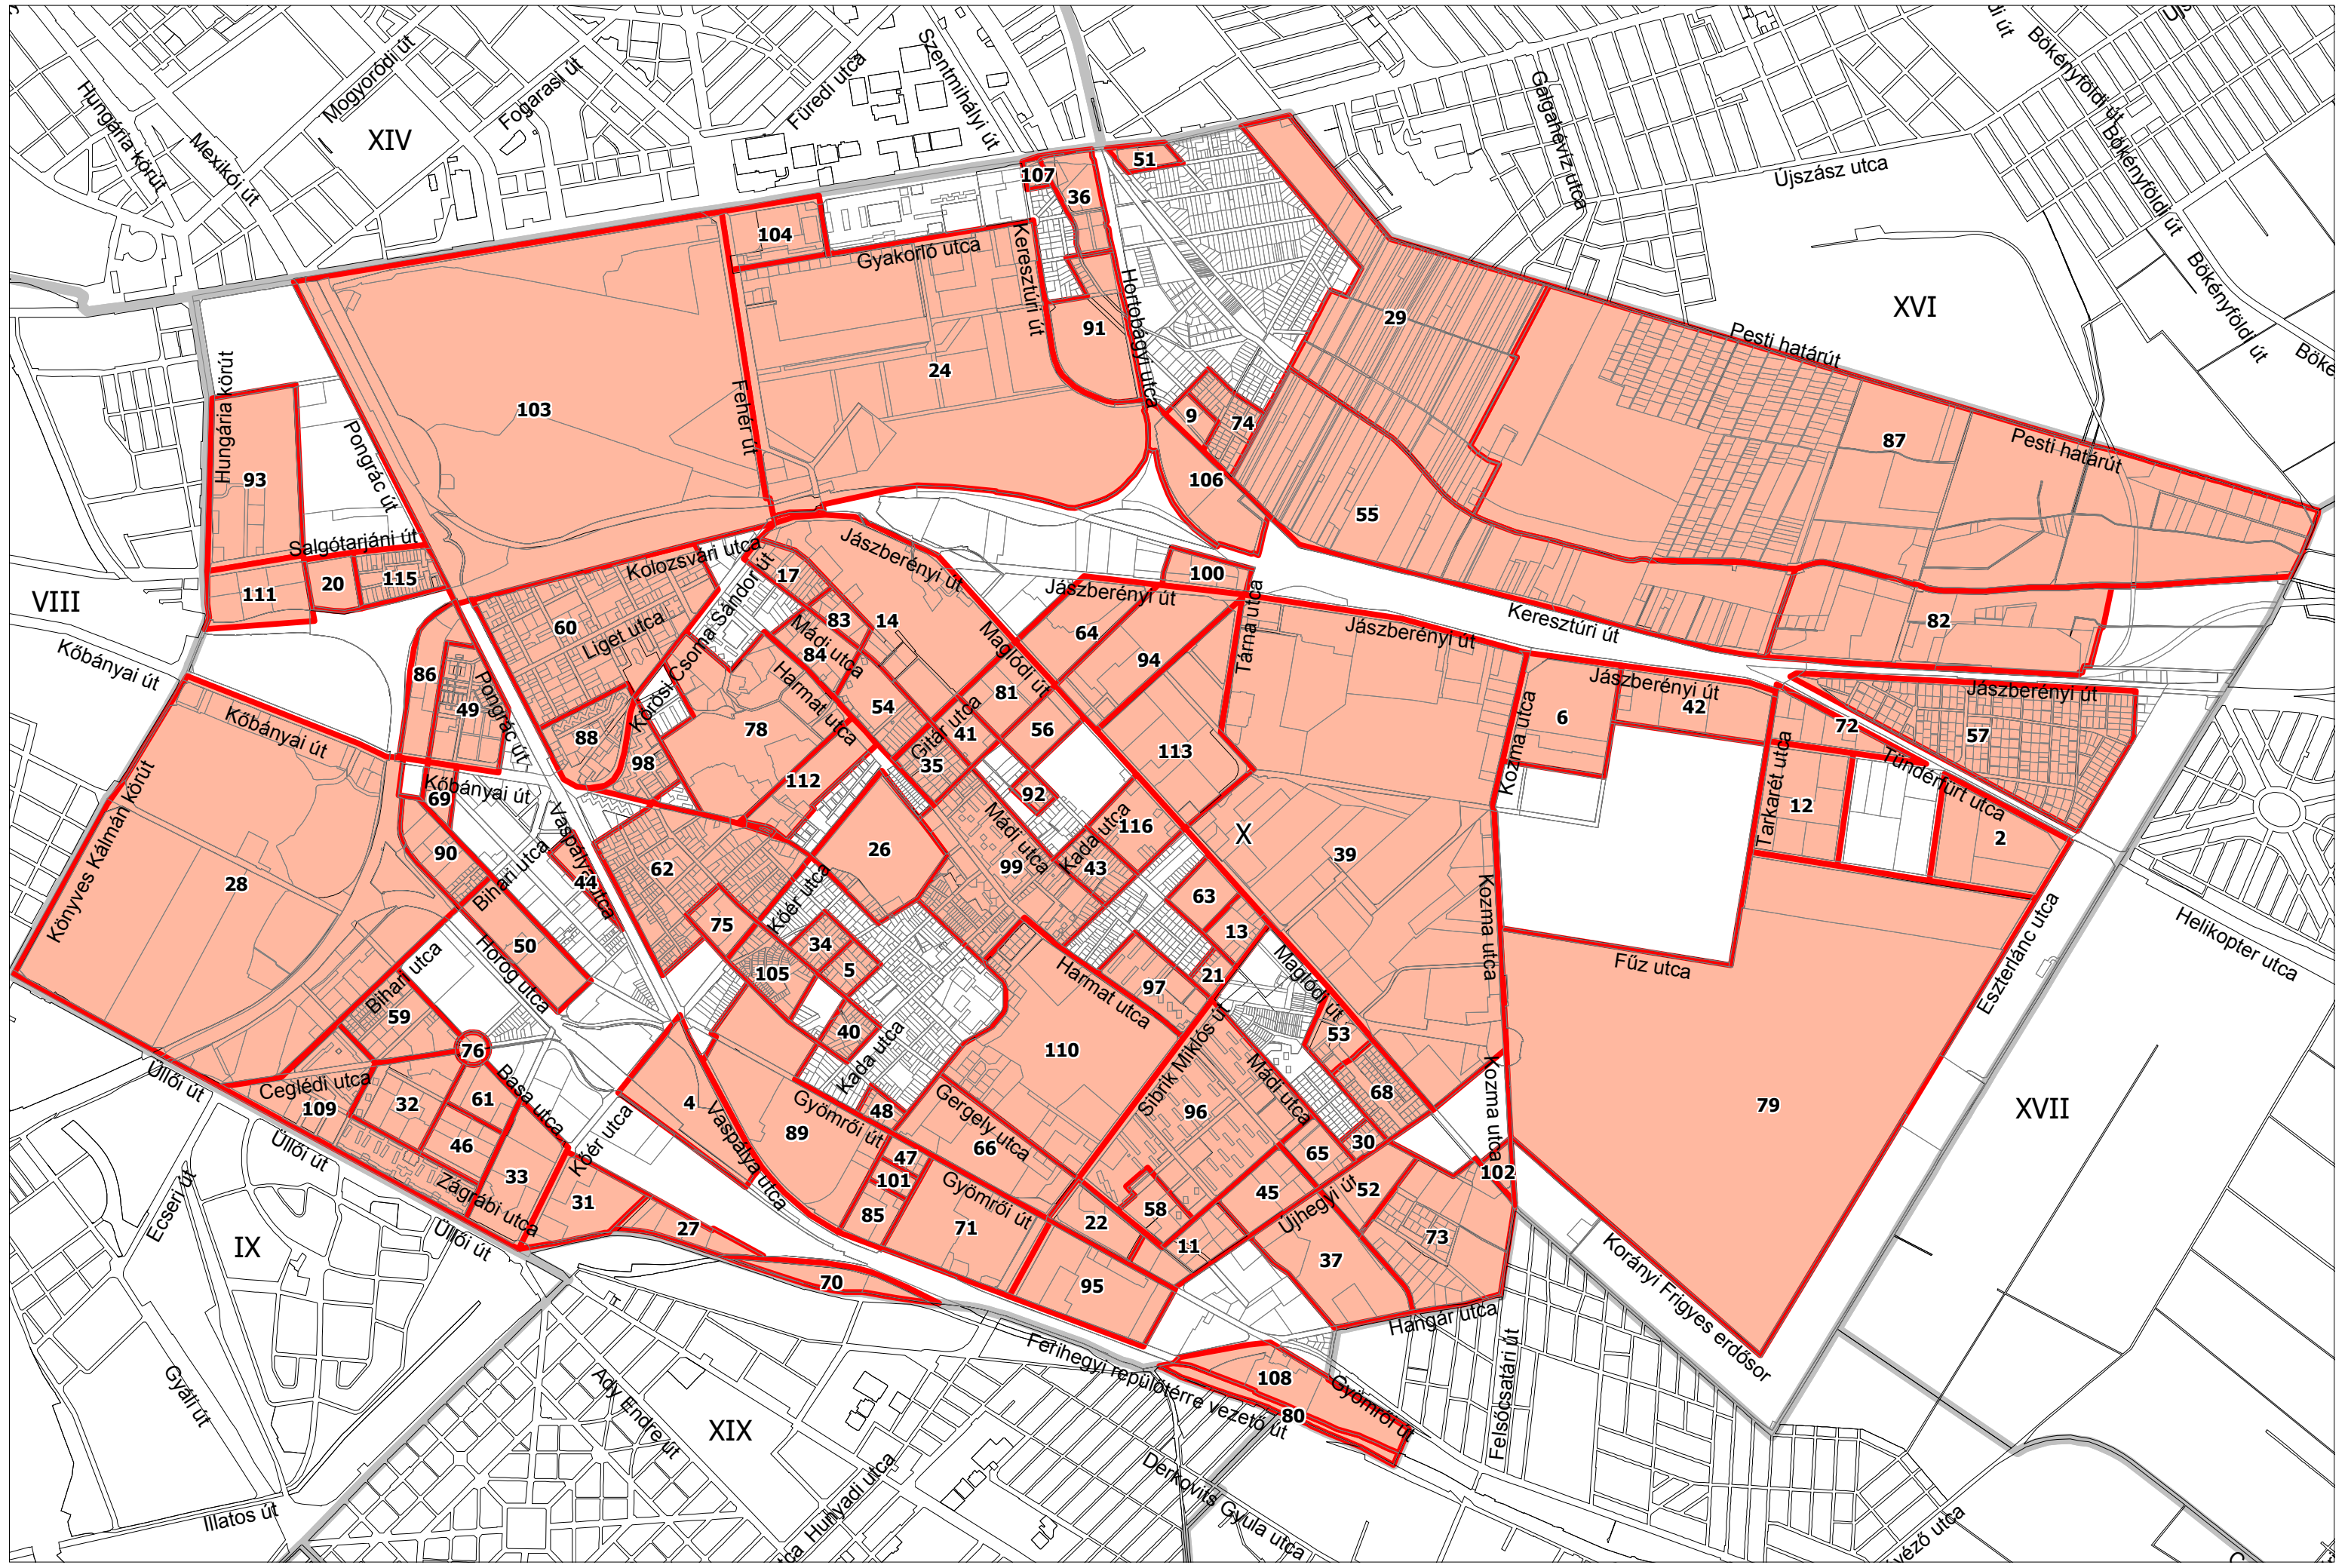 Mogyoródi út
Fogarasi út
Füredi utca
Szentmihályi út
Hungária körút
Mexikói út
XIV
Galgahévíz utca
Újszász utca
Bökényföldi út
Bökényföldi út
Bökényföldi út
XVI
51
107
36
104
Gyakorló utca
Keresztúri út
Hortobágyi utca
29
91
Pesti határút
24
103
Fehér út
Hungária körút
Pongrác út
9
74
87
Pesti határút
93
106
55
Salgótarjáni út
Kolozsvári utca
Jászberényi út
17
100
Jászberényi út
111
20
115
VIII
60
Liget utca
Kőrösi Csoma Sándor út
83
14
Mádi utca
84
Maglódi út
64
94
Tárna utca
Jászberényi út
Keresztúri út
82
Kőbányai út
86
49
Pongrác út
Harmat utca
81
54
Gitár utca
41
56
6
Jászberényi út
42
Jászberényi út
72
57
Kőbányai út
88
98
78
35
113
Kozma utca
Tarkarét utca
Tündérfürt utca
Könyves Kálmán körút
Kőbányai út
69
112
92
12
116
X
2
90
Bihari utca
Vaspálya utca
44
62
26
99
Mádi utca
Kada utca
43
39
28
63
13
Kozma utca
75
Kőér utca
34
5
105
50
Horog utca
Bihari utca
59
21
97
Harmat utca
Maglódi út
Fűz utca
Eszterlánc utca
Helikopter utca
40
Kada utca
53
76
110
Sibrik Miklós út
Mádi utca
68
Kozma utca
Üllői út
Ceglédi utca
109
32
61
Basa utca
4
Vaspálya utca
89
Gyömrői út
48
Gergely utca
66
96
79
XVII
Üllői út
46
33
Kőér utca
47
101
65
30
102
Ecseri út
Zágrábi utca
31
85
71
Gyömrői út
22
58
45
Újhegyi út
52
73
IX
Üllői út
27
70
95
11
37
Hangár utca
Korányi Frigyes erdősor
Felsőcsatári út
Ferihegyi repülőtérre vezető út
108
80
Gyömrői út
Gyáli út
Ady Endre út
XIX
Hunyadi utca
Derkovits Gyula utca
Illatos út